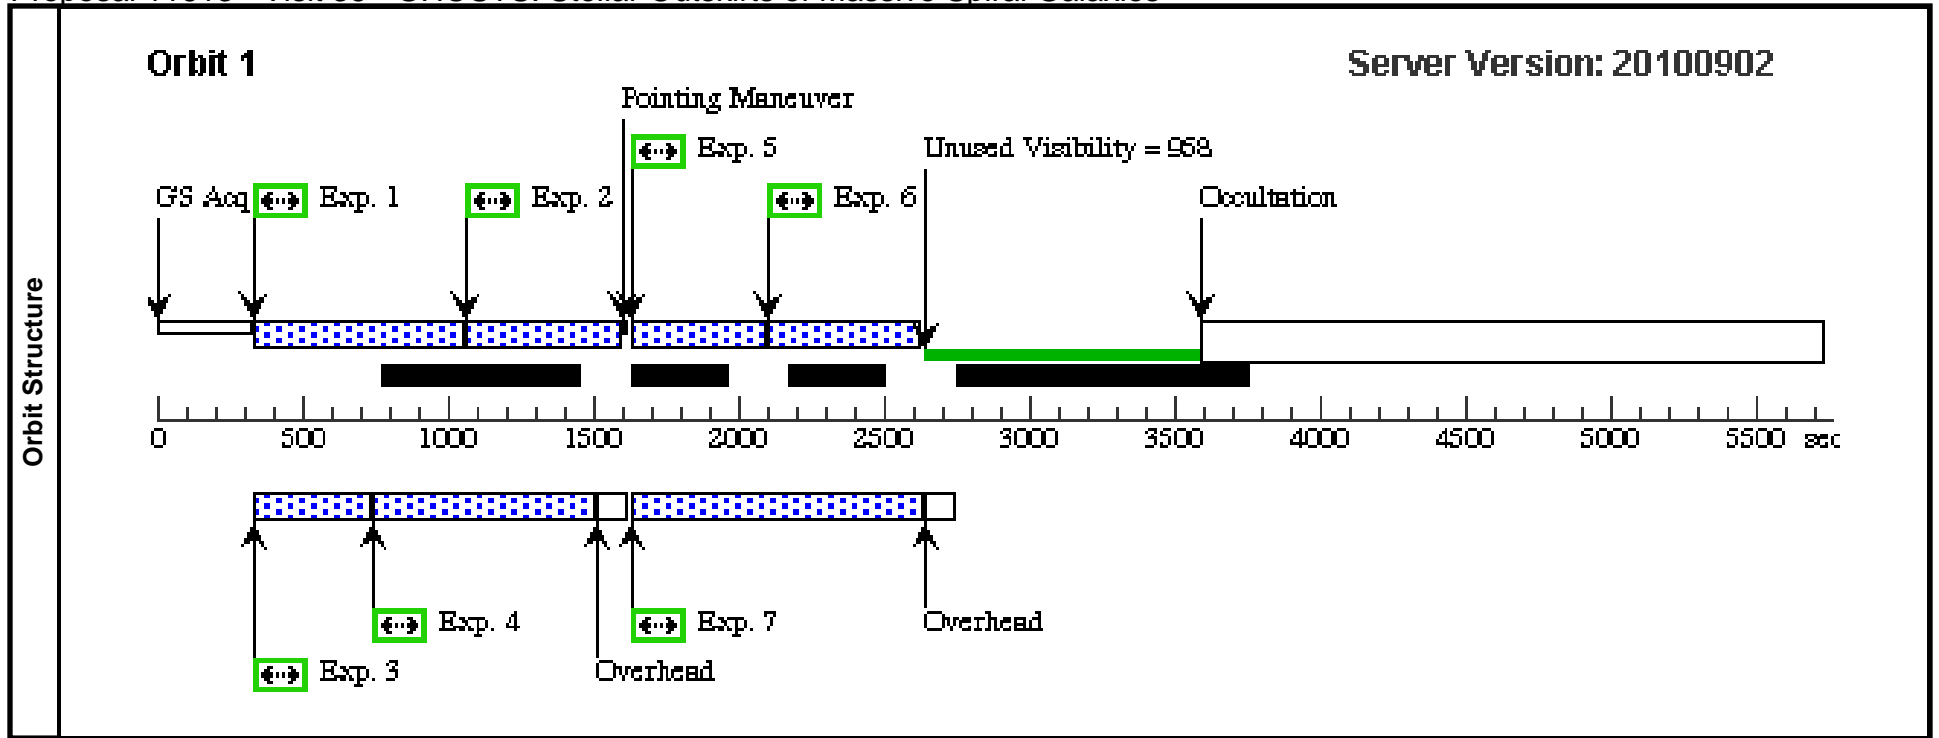 Orbit 1
Server Version: 20100902
Pointing Maneuver
Exp. 5
Unused Visibility = 958
GS Acq
Exp. 1
Exp. 2
Exp. 6
Occultation
Orbit Structure
0 500 1000 1500 2000 2500 3000 3500 4000 4500 5000 5500 sec
Exp. 4
Exp. 7
Overhead
Exp. 3
Overhead